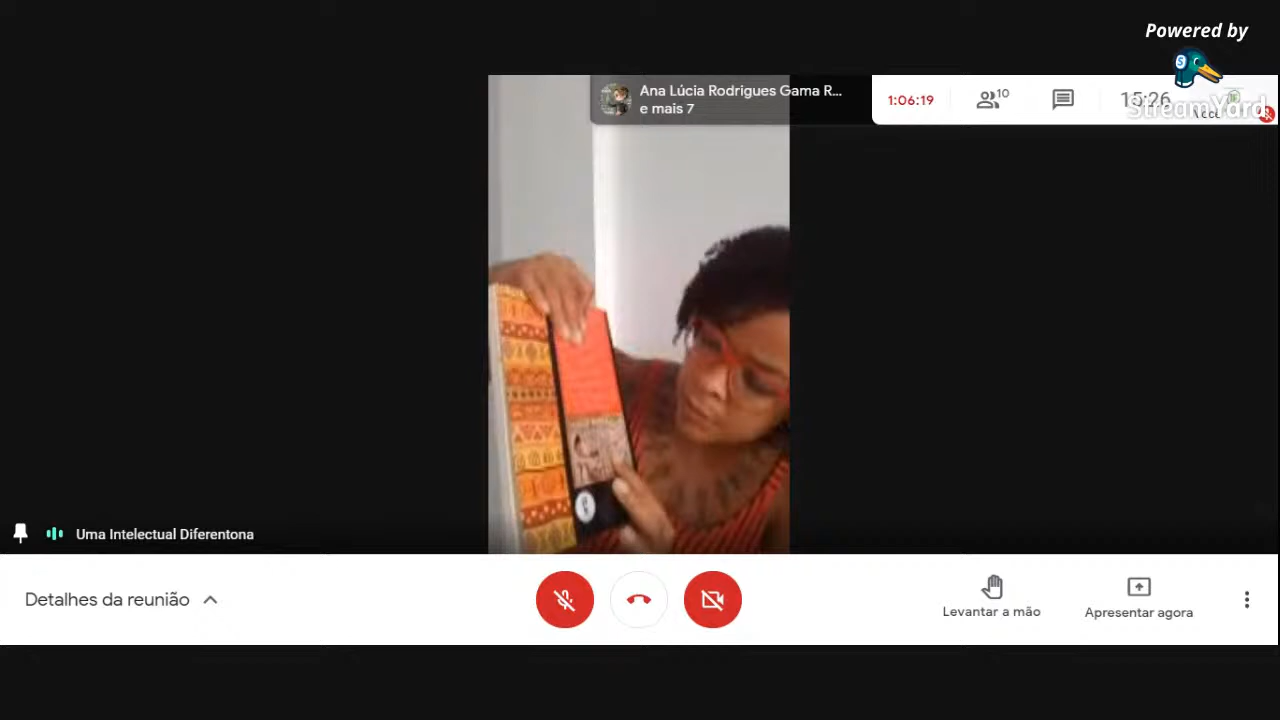 Powered by
StreamYard
Ana Lúcia Rodrigues Gama R...
e mais 7
1:06:19
10
15:26
Uma Intelectual Diferentona
Detalhes da reunião
Levantar a mão
Apresentar agora